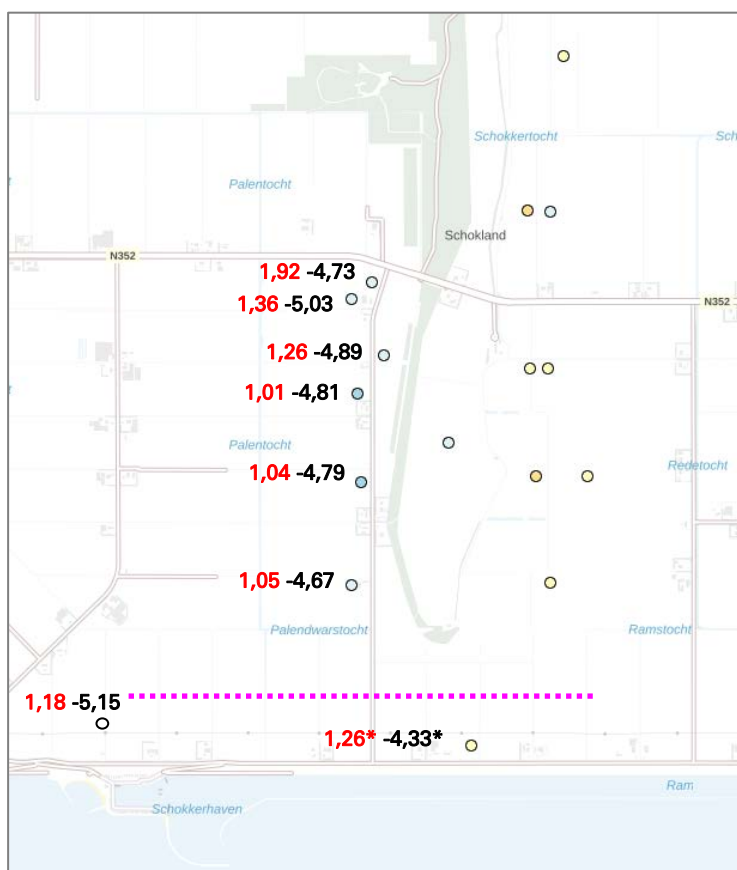 Schokkertocht
Sch
Palentocht
Schokland
N352
1,92 -4,73
1,36 -5,03
N352
1,26 -4,89
1,01 -4,81
Palentocht
Redetocht
1,04 -4,79
1,05 -4,67
Palendwarstocht
Ramstocht
1,18 -5,15
1,26* -4,33*
Ram
Schokkerhaven